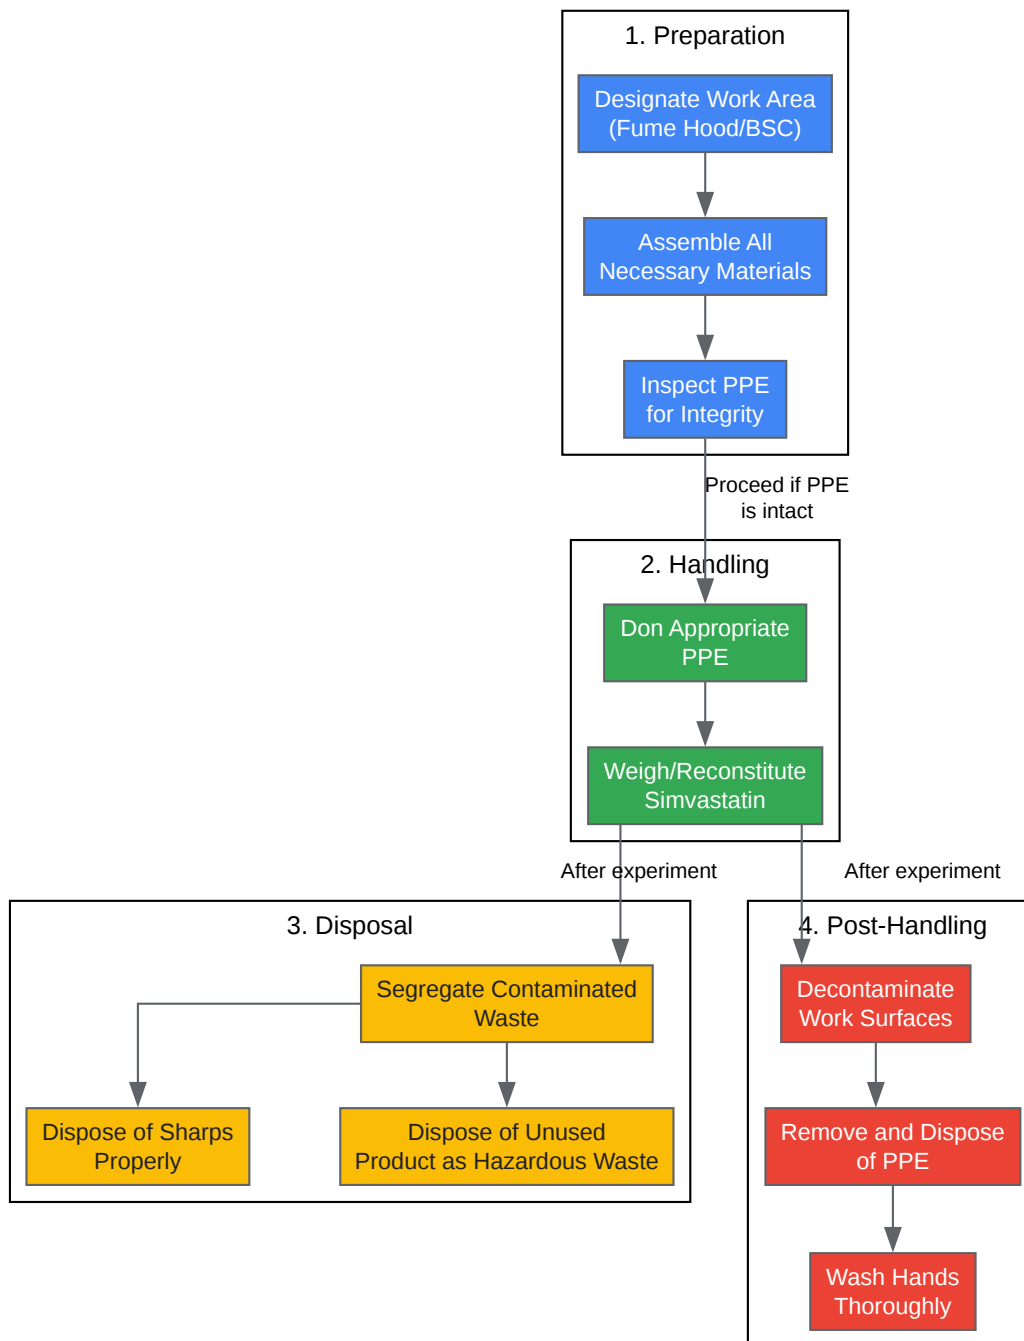 1. Preparation
Designate Work Area
(Fume Hood/BSC)
Assemble All
Necessary Materials
Inspect PPE
for Integrity
Proceed if PPE
is intact
2. Handling
Don Appropriate
PPE
Weigh/Reconstitute
Simvastatin
After experiment
After experiment
3. Disposal
Segregate Contaminated
Waste
Dispose of Sharps
Properly
Dispose of Unused
Product as Hazardous Waste
4. Post-Handling
Decontaminate
Work Surfaces
Remove and Dispose
of PPE
Wash Hands
Thoroughly